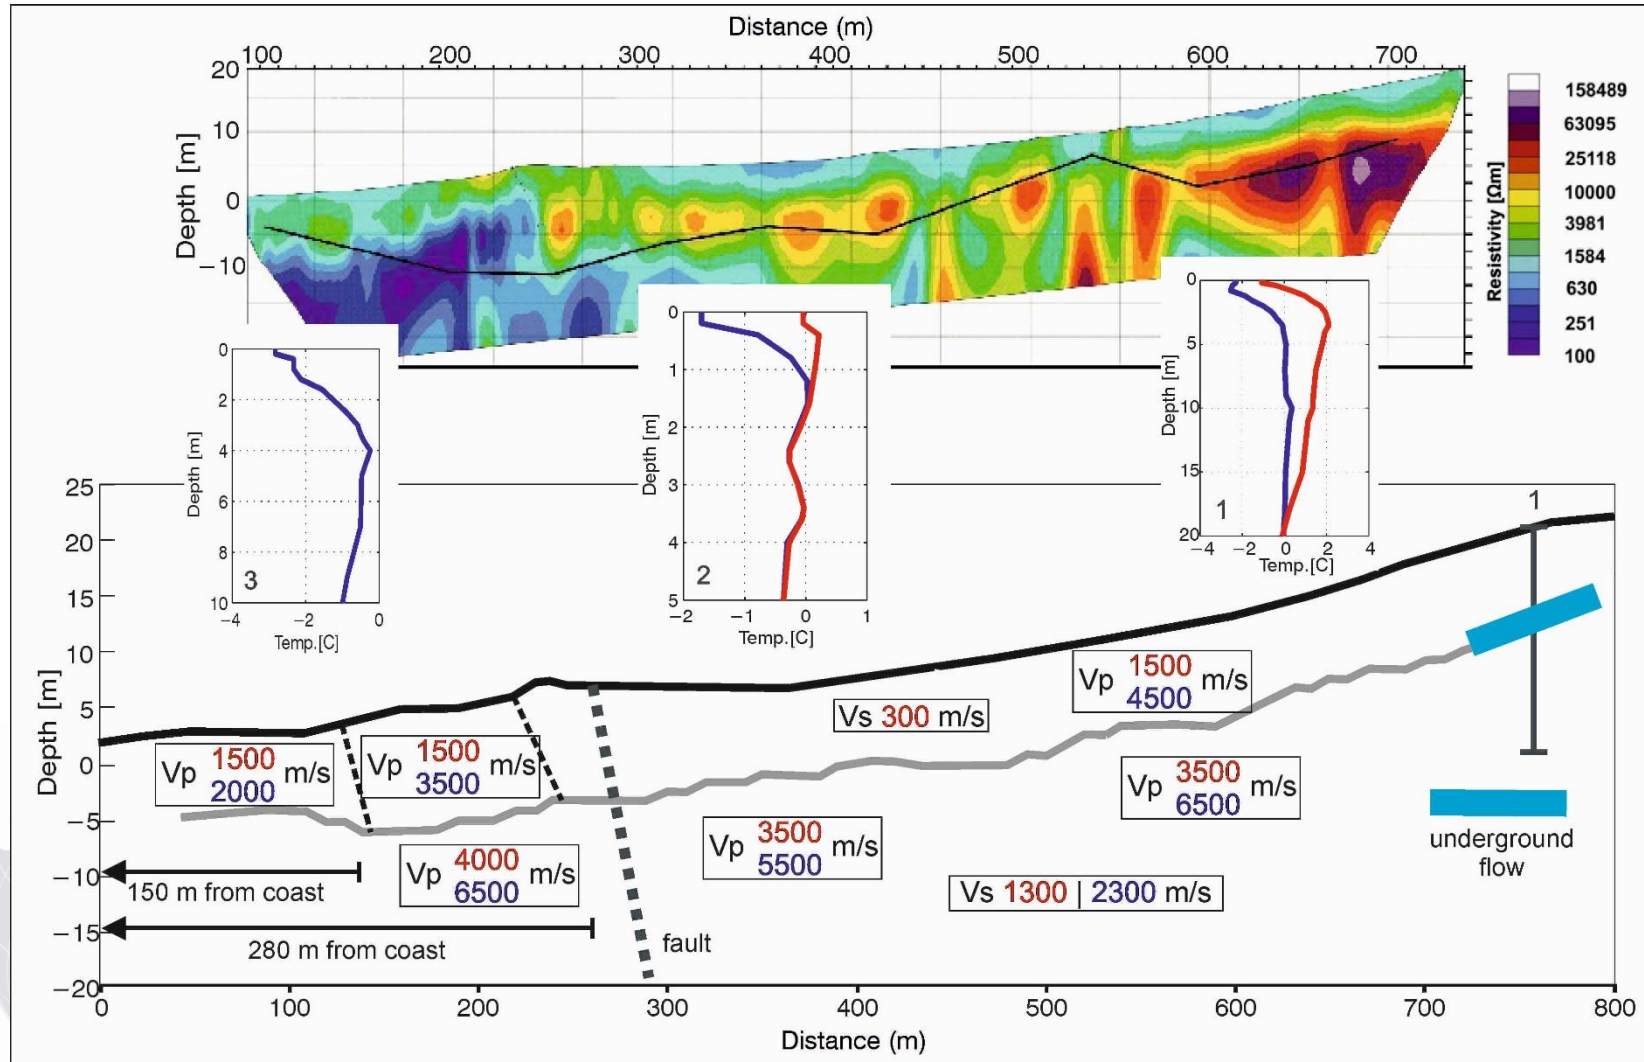 Distance (m)
100 200 300 400 500 600 700
20
10
0
−10
Depth [m]
158489
63095
25118
10000
3981
1584
630
251
100
Resistivity [Ωm]
0
2
4
6
8
10
Depth [m]
3
−4 −2 0
Temp.[C]
0
1
2
3
4
5
Depth [m]
2
−2 −1 0 1
Temp.[C]
0
5
10
15
20
Depth [m]
1
−4 −2 0 2 4
Temp.[C]
25
20
15
10
5
0
−5
−10
−15
−20
Depth [m]
1
Vp 1500 m/s
4500
Vs 300 m/s
Vp 1500 m/s
2000
Vp 1500 m/s
3500
Vp 3500 m/s
6500
Vp 3500 m/s
5500
Vp 4000 m/s
6500
Vs 1300 | 2300 m/s
underground
flow
150 m from coast
280 m from coast
fault
0 100 200 300 400 500 600 700 800
Distance (m)